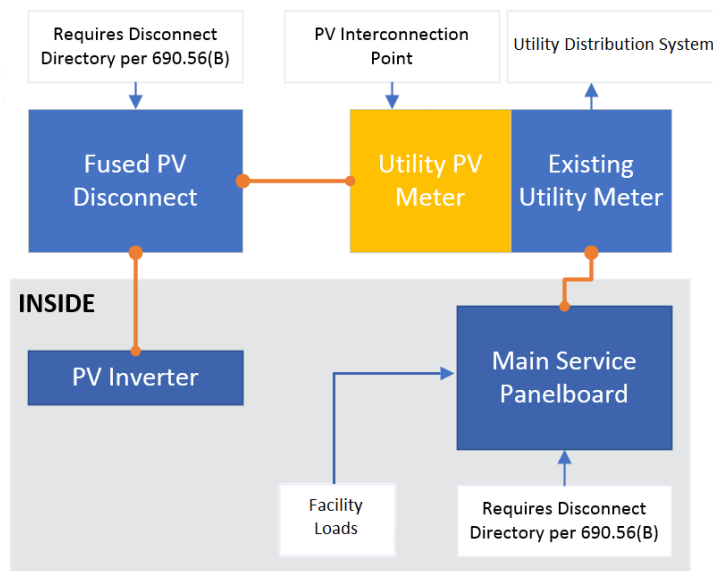 Requires Disconnect
Directory per 690.56(B)
PV Interconnection
Point
Utility Distribution System
Fused PV
Disconnect
Utility PV
Meter
Existing
Utility Meter
INSIDE
PV Inverter
Main Service
Panelboard
Facility
Loads
Requires Disconnect
Directory per 690.56(B)